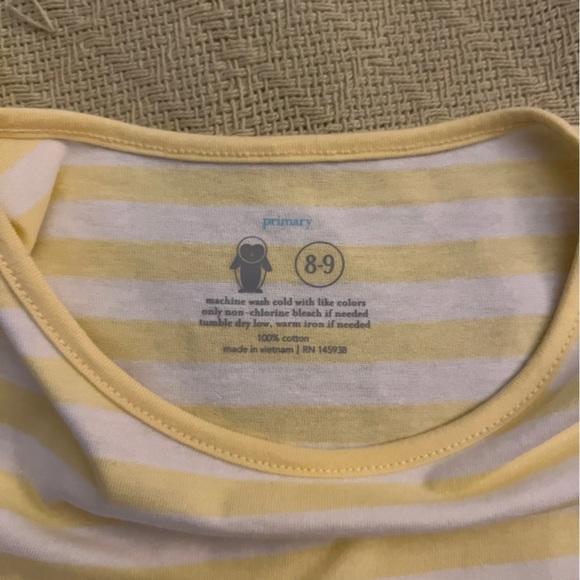 primary
8-9
machine wash cold with like colors
only non-chlorine bleach if needed
tumble dry low, warm iron if needed
100% cotton
made in vietnam | RN 145938